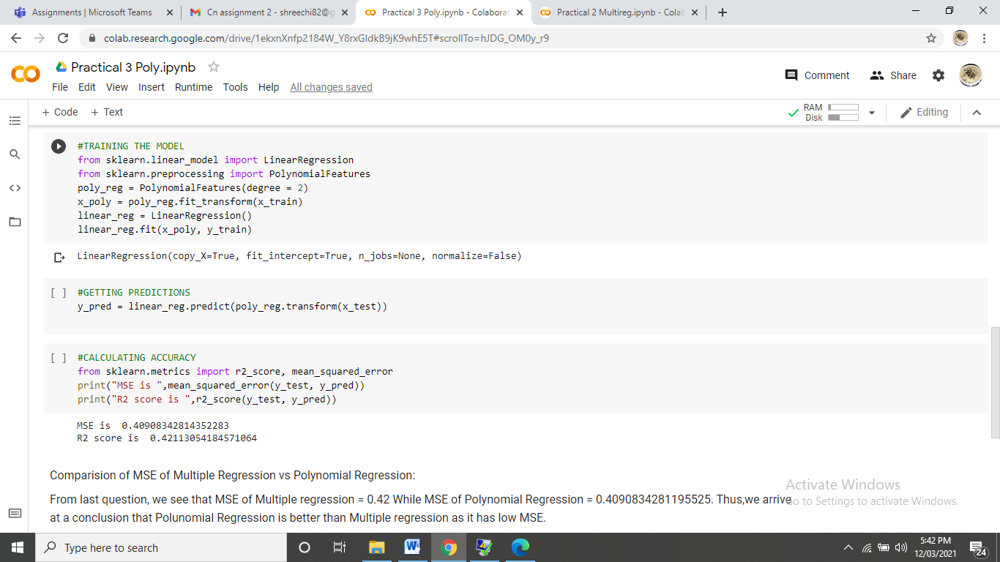 Assignments | Microsoft Teams
Cn assignment 2 - shreechi82@g
Practical 3 Poly.ipynb - Colaborat
Practical 2 Multireg.ipynb - Colab
colab.research.google.com/drive/1ekxnXnfp2184W_Y8rxGldkB9jK9whE5T#scrollTo=hJDG_OM0y_r9
Practical 3 Poly.ipynb
File Edit View Insert Runtime Tools Help All changes saved
Comment Share
+ Code + Text
RAM
Disk
Editing
#TRAINING THE MODEL
from sklearn.linear_model import LinearRegression
from sklearn.preprocessing import PolynomialFeatures
poly_reg = PolynomialFeatures(degree = 2)
x_poly = poly_reg.fit_transform(x_train)
linear_reg = LinearRegression()
linear_reg.fit(x_poly, y_train)
LinearRegression(copy_X=True, fit_intercept=True, n_jobs=None, normalize=False)
[ ] #GETTING PREDICTIONS
y_pred = linear_reg.predict(poly_reg.transform(x_test))
[ ] #CALCULATING ACCURACY
from sklearn.metrics import r2_score, mean_squared_error
print("MSE is ",mean_squared_error(y_test, y_pred))
print("R2 score is ",r2_score(y_test, y_pred))
MSE is  0.40908342814352283
R2 score is  0.42113054184571064
Comparision of MSE of Multiple Regression vs Polynomial Regression:
From last question, we see that MSE of Multiple regression = 0.42 While MSE of Polynomial Regression = 0.4090834281195525. Thus,we arrive
at a conclusion that Polunomial Regression is better than Multiple regression as it has low MSE.
Activate Windows
Go to Settings to activate Windows.
Type here to search
5:42 PM
12/03/2021
24